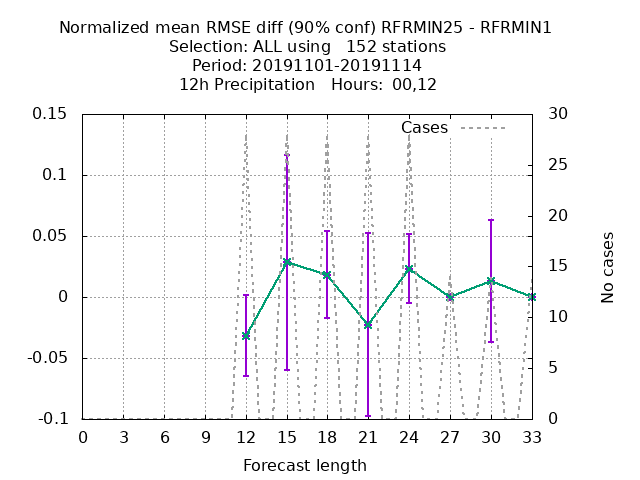 Normalized mean RMSE diff (90% conf) RFRMIN25 - RFRMIN1
Selection: ALL using   152 stations
Period: 20191101-20191114
12h Precipitation   Hours:  00,12
Cases
0.15
0.1
0.05
0
-0.05
-0.1
30
25
20
15
10
5
0
No cases
0 3 6 9 12 15 18 21 24 27 30 33
Forecast length